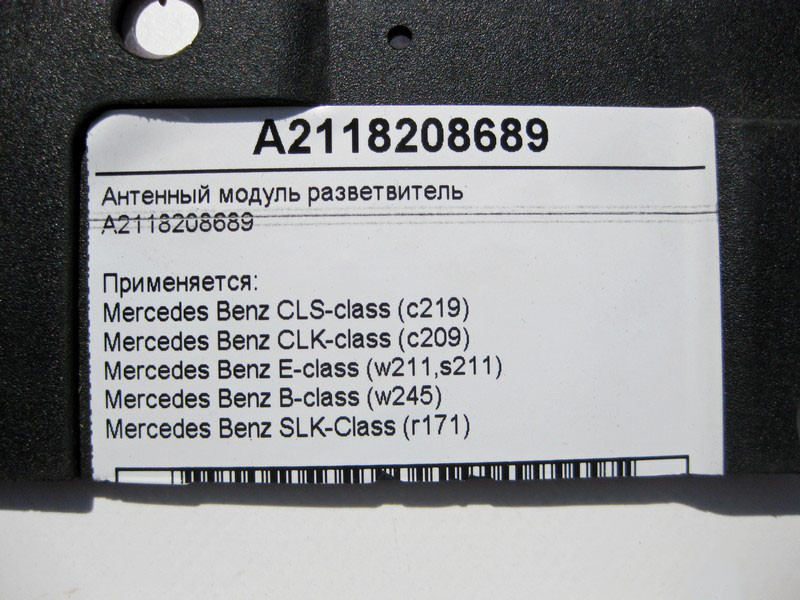 A2118208689
Антенный модуль разветвитель
A2118208689
Применяется:
Mercedes Benz CLS-class (c219)
Mercedes Benz CLK-class (c209)
Mercedes Benz E-class (w211,s211)
Mercedes Benz B-class (w245)
Mercedes Benz SLK-Class (r171)